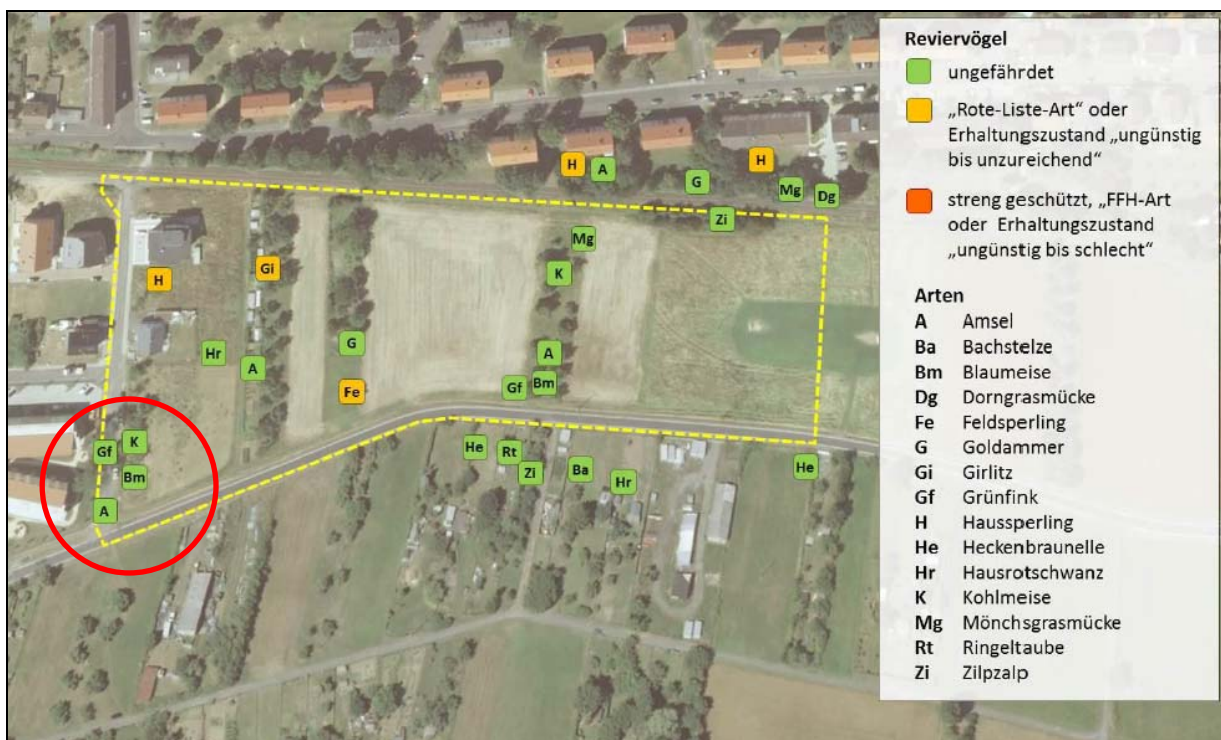 H
A
G
H
Mg
Dg
Zi
Mg
K
Gi
H
G
Hr
A
A
Fe
Gf
Bm
K
Gf
Bm
A
He
Rt
Zi
Ba
Hr
He
Reviervögel
ungefährdet
„Rote-Liste-Art“ oder
Erhaltungszustand „ungünstig
bis unzureichend“
streng geschützt, „FFH-Art
oder Erhaltungszustand
„ungünstig bis schlecht“
Arten
A Amsel
Ba Bachstelze
Bm Blaumeise
Dg Dorngrasmücke
Fe Feldsperling
G Goldammer
Gi Girlitz
Gf Grünfink
H Haussperling
He Heckenbraunelle
Hr Hausrotschwanz
K Kohlmeise
Mg Mönchsgrasmücke
Rt Ringeltaube
Zi Zilpzalp